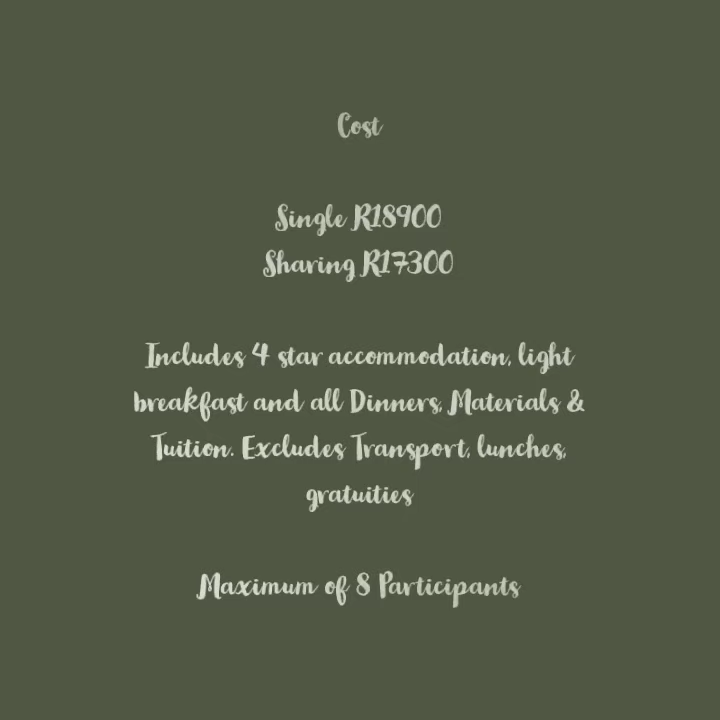 Cost
Single R18900
Sharing R17300
Includes 4 star accommodation, light
breakfast and all Dinners, Materials &
Tuition. Excludes Transport, lunches,
gratuities
Maximum of 8 Participants